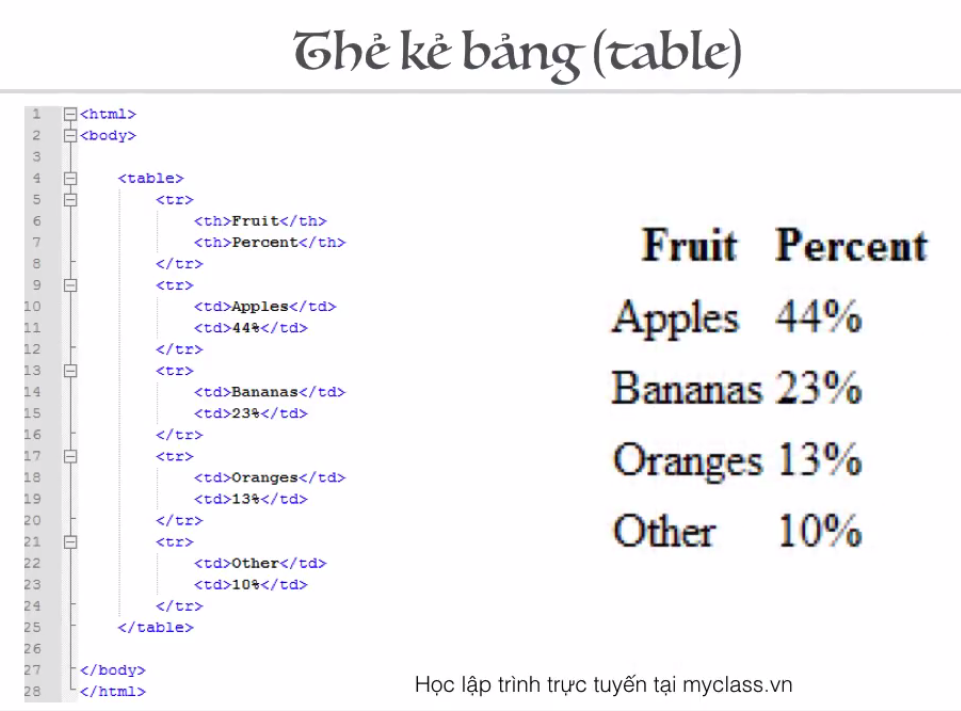 Thẻ kẻ bảng (table)
1 <html>
2 <body>
3
4 <table>
5 <tr>
6 <th>Fruit</th>
7 <th>Percent</th>
8 </tr>
9 <tr>
10 <td>Apples</td>
11 <td>44%</td>
12 </tr>
13 <tr>
14 <td>Bananas</td>
15 <td>23%</td>
16 </tr>
17 <tr>
18 <td>Oranges</td>
19 <td>13%</td>
20 </tr>
21 <tr>
22 <td>Other</td>
23 <td>10%</td>
24 </tr>
25 </table>
26
27 </body>
28 </html>
Fruit Percent
Apples 44%
Bananas 23%
Oranges 13%
Other 10%
Học lập trình trực tuyến tại myclass.vn